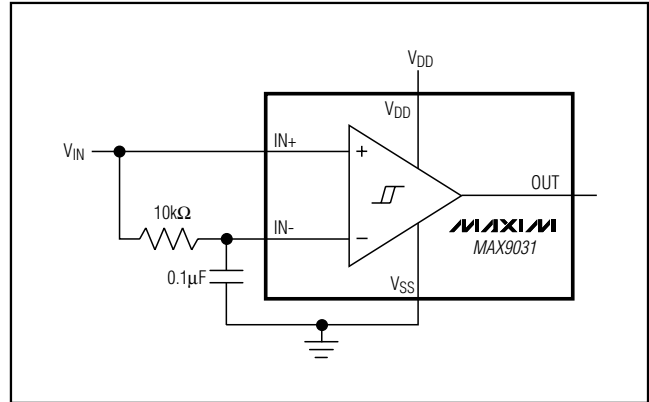 VDD
VDD
VIN
IN+
+
OUT
10kΩ
MAXIM
MAX9031
IN-
−
0.1µF
VSS